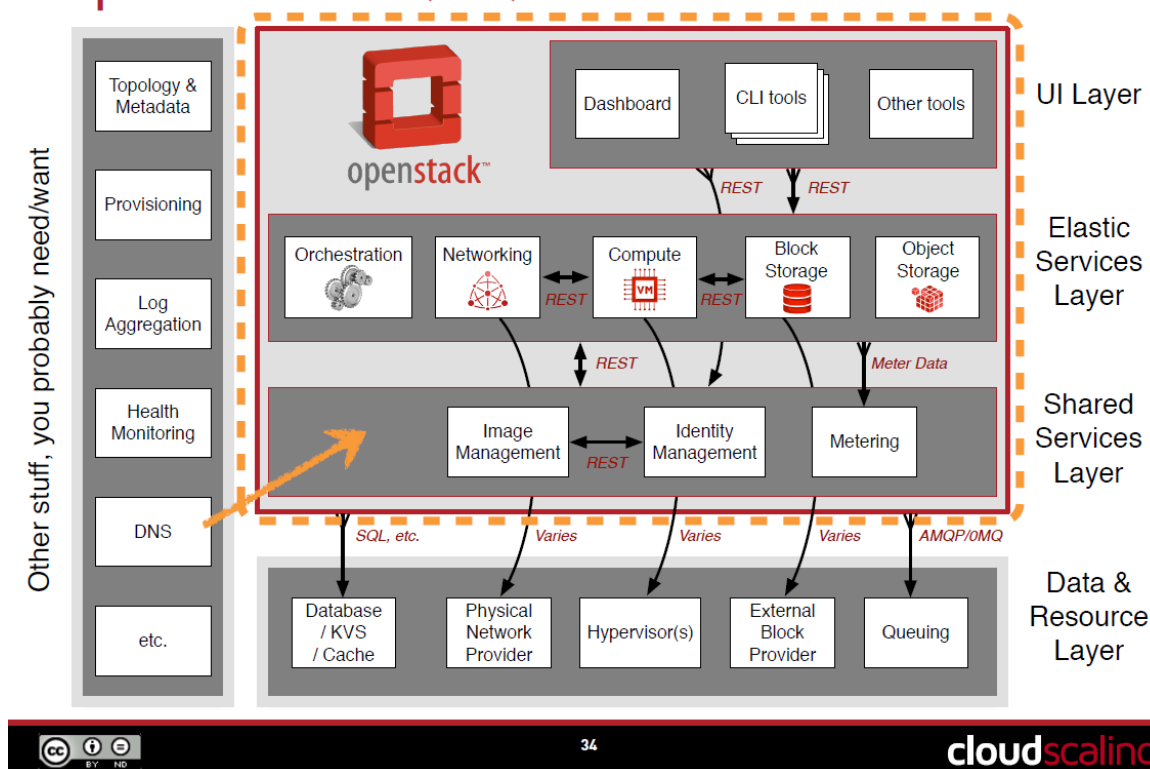 Other stuff, you probably need/want
Topology &
Metadata
Provisioning
Log
Aggregation
Health
Monitoring
DNS
etc.
openstack™
Dashboard
CLI tools
Other tools
UI Layer
REST
REST
Orchestration
Networking
Compute
VM
Block
Storage
Object
Storage
REST
REST
Elastic
Services
Layer
REST
Meter Data
Image
Management
REST
Identity
Management
Metering
Shared
Services
Layer
SQL, etc.
Varies
Varies
Varies
AMQP/0MQ
Database
/ KVS
/ Cache
Physical
Network
Provider
Hypervisor(s)
External
Block
Provider
Queuing
Data &
Resource
Layer
cc
BY ND
34
cloudscaling